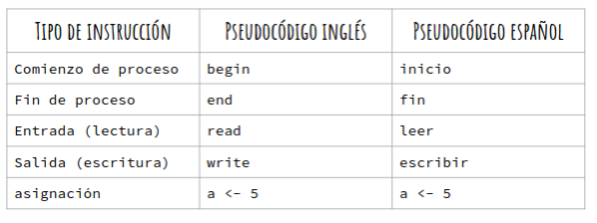 TIPO DE INSTRUCCIÓN PSEUDOCÓDIGO INGLÉS PSEUDOCÓDIGO ESPAÑOL
Comienzo de proceso begin inicio
Fin de proceso end fin
Entrada (lectura) read leer
Salida (escritura) write escribir
asignación a <- 5 a <- 5